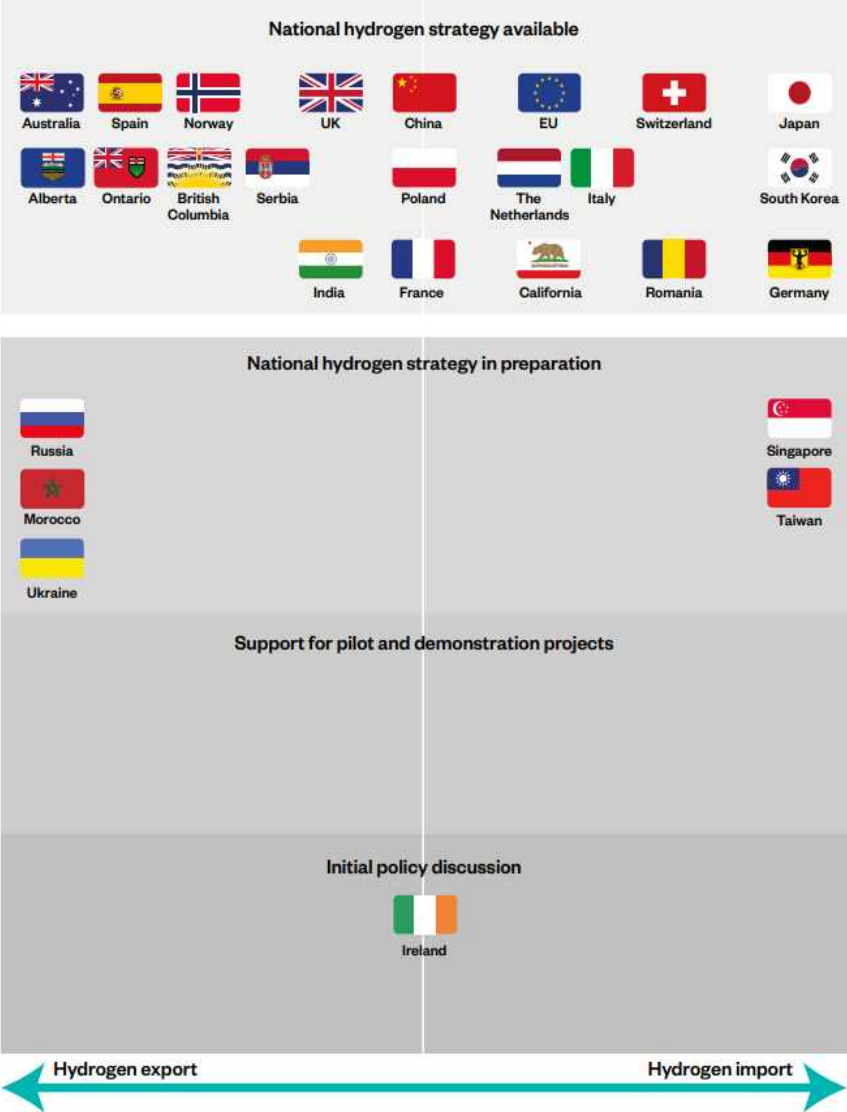 National hydrogen strategy available
Australia
Spain
Norway
UK
China
EU
Switzerland
Japan
Alberta
Ontario
British
Columbia
Serbia
Poland
The
Netherlands
Italy
South Korea
India
France
California
Romania
Germany
National hydrogen strategy in preparation
Russia
Singapore
Morocco
Taiwan
Ukraine
Support for pilot and demonstration projects
Initial policy discussion
Ireland
Hydrogen export
Hydrogen import